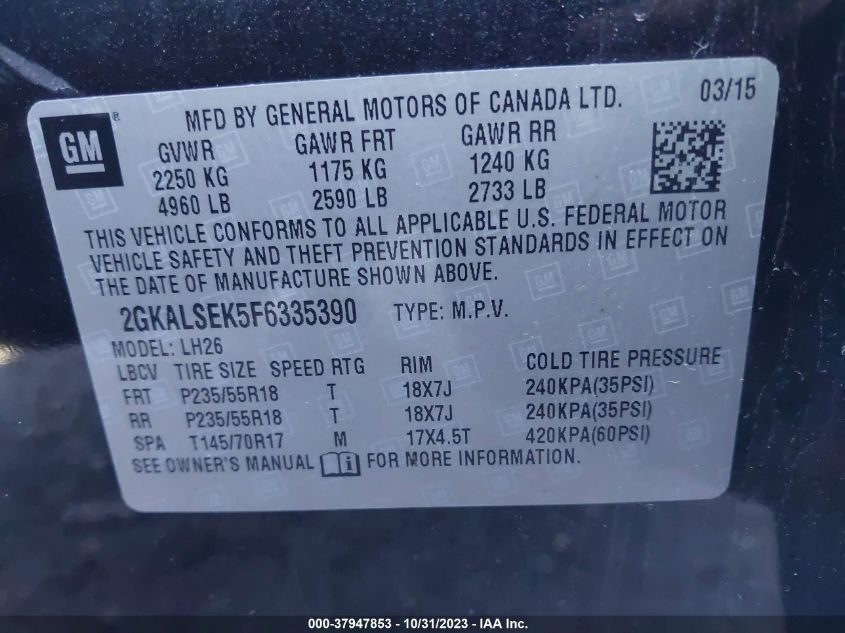 MFD BY GENERAL MOTORS OF CANADA LTD. 03/15
GM
GVWR GAWR FRT GAWR RR
2250 KG 1175 KG 1240 KG
4960 LB 2590 LB 2733 LB
THIS VEHICLE CONFORMS TO ALL APPLICABLE U.S. FEDERAL MOTOR
VEHICLE SAFETY AND THEFT PREVENTION STANDARDS IN EFFECT ON
THE DATE OF MANUFACTURE SHOWN ABOVE.
2GKALSEK5F6335390 TYPE: M.P.V.
MODEL: LH26
LBCV TIRE SIZE SPEED RTG RIM COLD TIRE PRESSURE
FRT P235/55R18 T 18X7J 240KPA(35PSI)
RR P235/55R18 T 18X7J 240KPA(35PSI)
SPA T145/70R17 M 17X4.5T 420KPA(60PSI)
SEE OWNER'S MANUAL i FOR MORE INFORMATION.
000-37947853 - 10/31/2023 - IAA Inc.